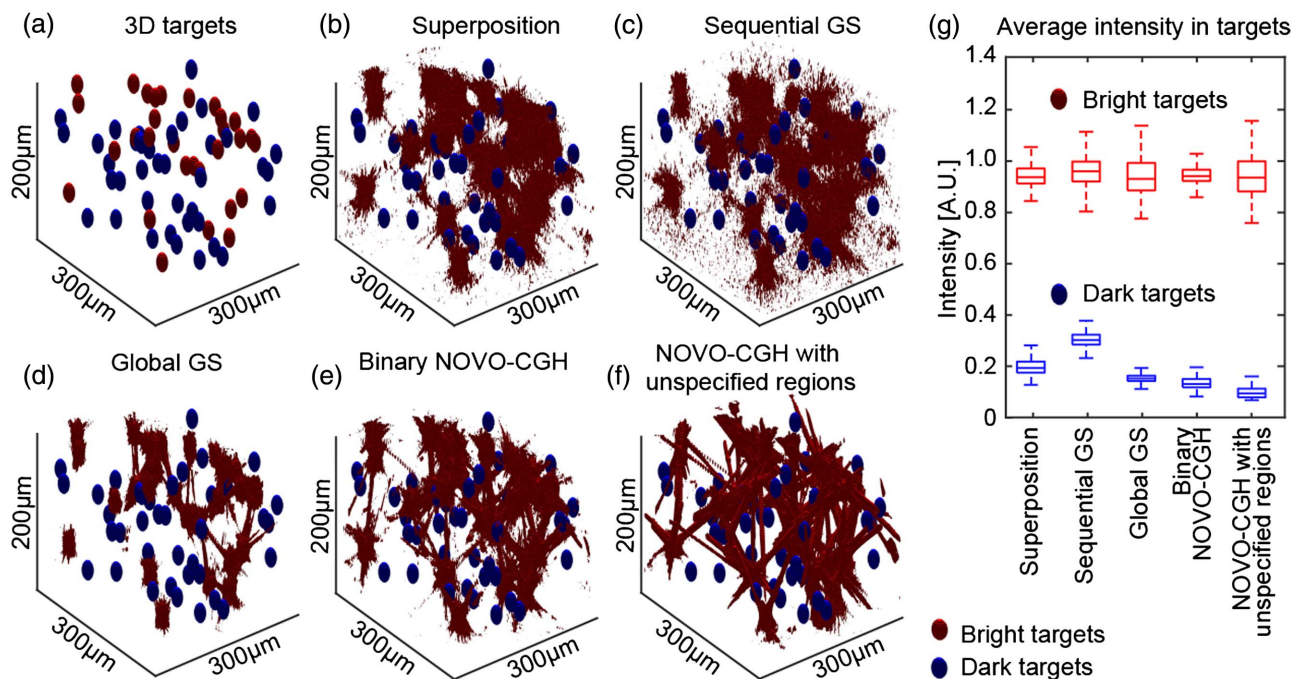 (a) 3D targets
200µm
300µm
300µm
(b) Superposition
200µm
300µm
300µm
(c) Sequential GS
200µm
300µm
300µm
(d) Global GS
200µm
300µm
300µm
(e) Binary NOVO-CGH
200µm
300µm
300µm
(f) NOVO-CGH with
unspecified regions
200µm
300µm
300µm
(g) Average intensity in targets
Intensity [A.U.]
1.4
1.2
1.0
0.8
0.6
0.4
0.2
0
Bright targets
Dark targets
Superposition
Sequential GS
Global GS
Binary
NOVO-CGH
NOVO-CGH with
unspecified regions
Bright targets
Dark targets